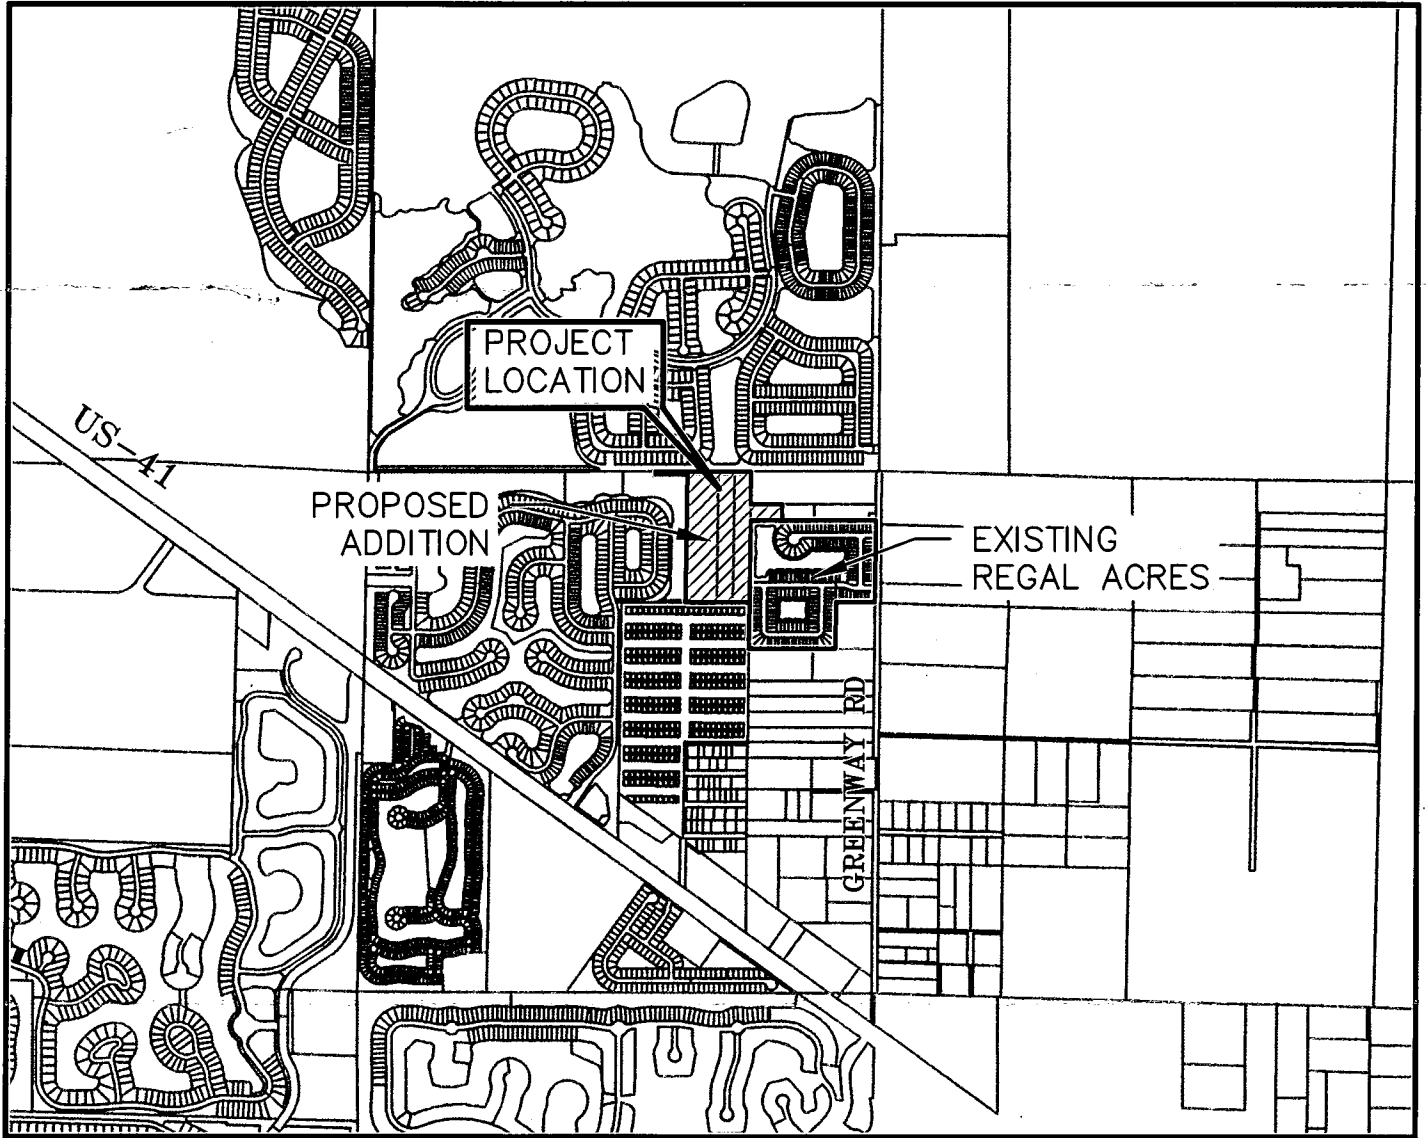 PROJECT
LOCATION
US-41
PROPOSED
ADDITION
EXISTING
REGAL ACRES
GREENWAY RD